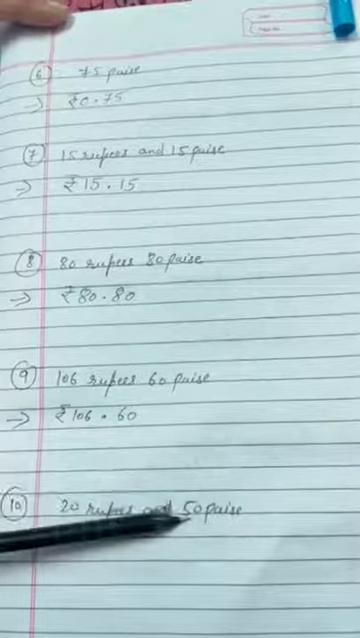 6 75 paise
→ ₹0.75
7 15 rupees and 15 paise
→ ₹15.15
8 80 rupees 80 paise
→ ₹80.80
9 106 rupees 60 paise
→ ₹106.60
10 20 rupees and 50 paise